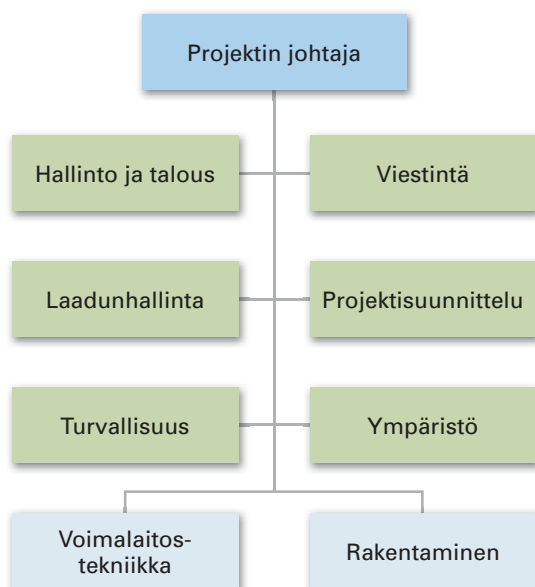 Projektin johtaja
Hallinto ja talous
Viestintä
Laadunhallinta
Projektisuunnittelu
Turvallisuus
Ympäristö
Voimalaitos-
tekniikka
Rakentaminen